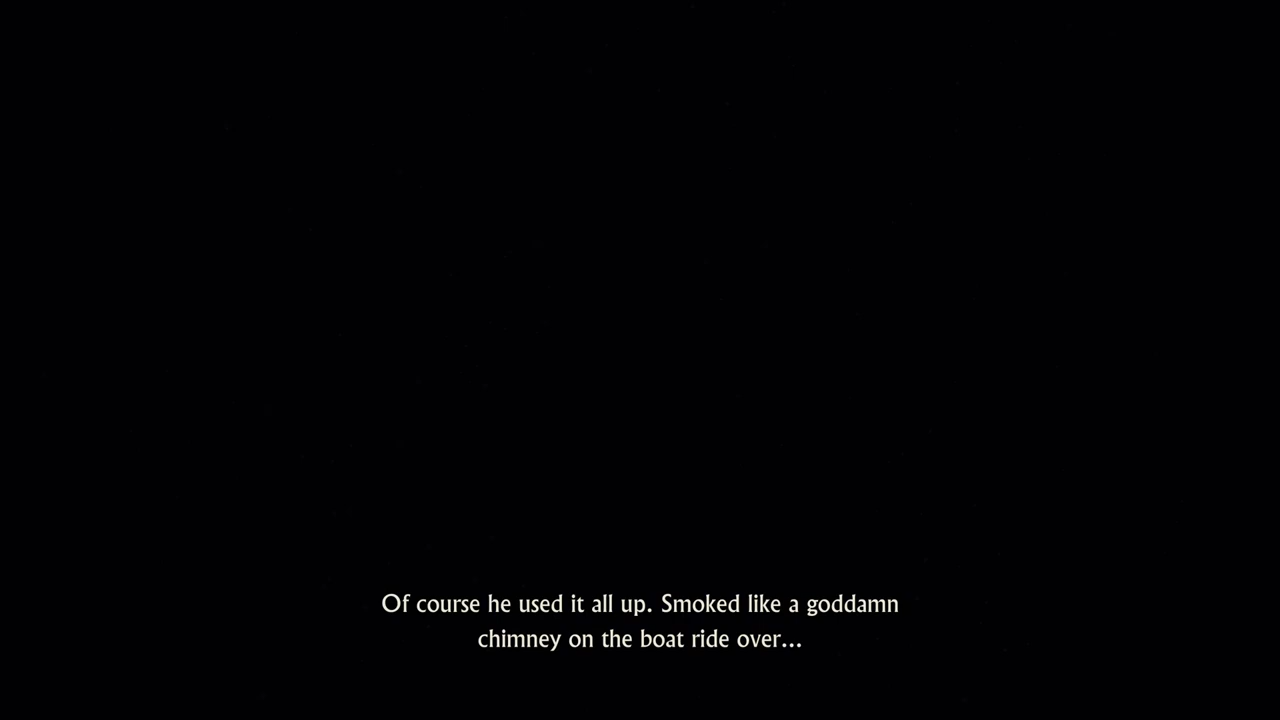 Of course he used it all up. Smoked like a goddamn
chimney on the boat ride over...